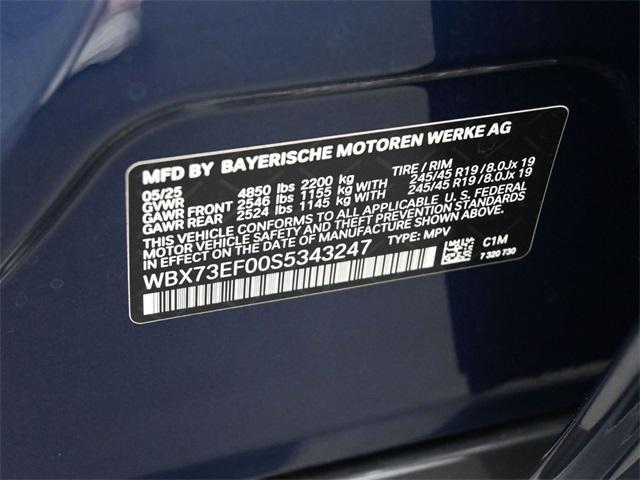 MFD BY BAYERISCHE MOTOREN WERKE AG
05/25 TIRE / RIM
GVWR 4850 lbs 2200 kg
GAWR FRONT 2546 lbs 1155 kg WITH 245/45 R19 / 8.0Jx 19
GAWR REAR 2524 lbs 1145 kg WITH 245/45 R19 / 8.0Jx 19
THIS VEHICLE CONFORMS TO ALL APPLICABLE U.S. FEDERAL
MOTOR VEHICLE SAFETY AND THEFT PREVENTION STANDARDS
IN EFFECT ON THE DATE OF MANUFACTURE SHOWN ABOVE.
WBX73EF00S5343247 TYPE: MPV C1M
7 320 730